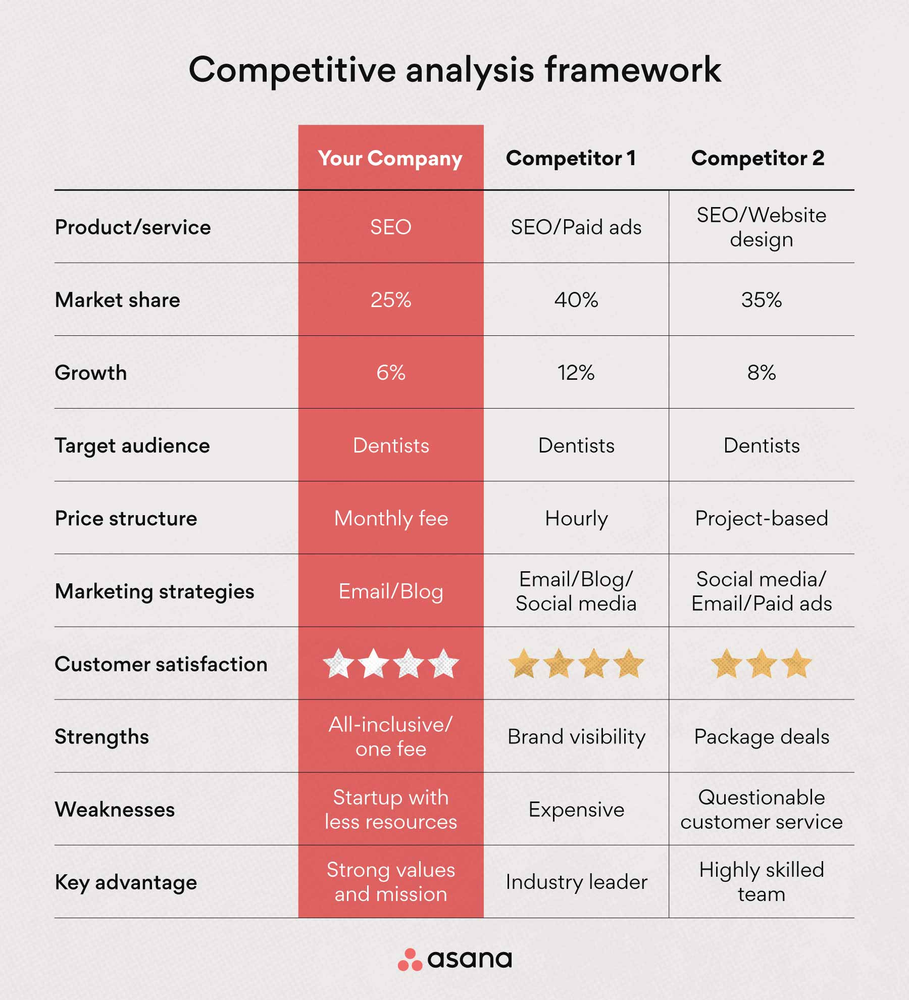 Competitive analysis framework
Your Company Competitor 1 Competitor 2
Product/service SEO SEO/Paid ads SEO/Website
design
Market share 25% 40% 35%
Growth 6% 12% 8%
Target audience Dentists Dentists Dentists
Price structure Monthly fee Hourly Project-based
Marketing strategies Email/Blog Email/Blog/
Social media
Social media/
Email/Paid ads
Customer satisfaction
Strengths All-inclusive/
one fee
Brand visibility Package deals
Weaknesses Startup with
less resources
Expensive Questionable
customer service
Key advantage Strong values
and mission
Industry leader Highly skilled
team
asana